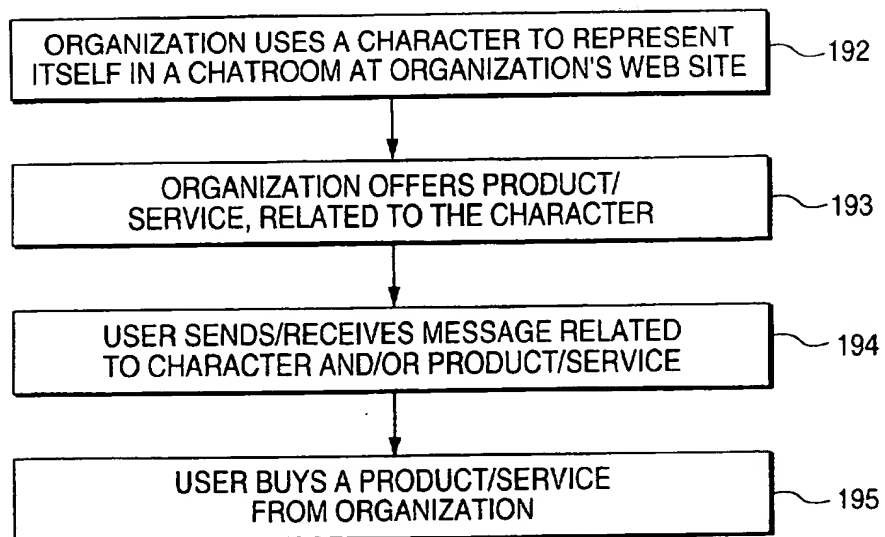 ORGANIZATION USES A CHARACTER TO REPRESENT
ITSELF IN A CHATROOM AT ORGANIZATION'S WEB SITE
192
ORGANIZATION OFFERS PRODUCT/
SERVICE, RELATED TO THE CHARACTER
193
USER SENDS/RECEIVES MESSAGE RELATED
TO CHARACTER AND/OR PRODUCT/SERVICE
194
USER BUYS A PRODUCT/SERVICE
FROM ORGANIZATION
195